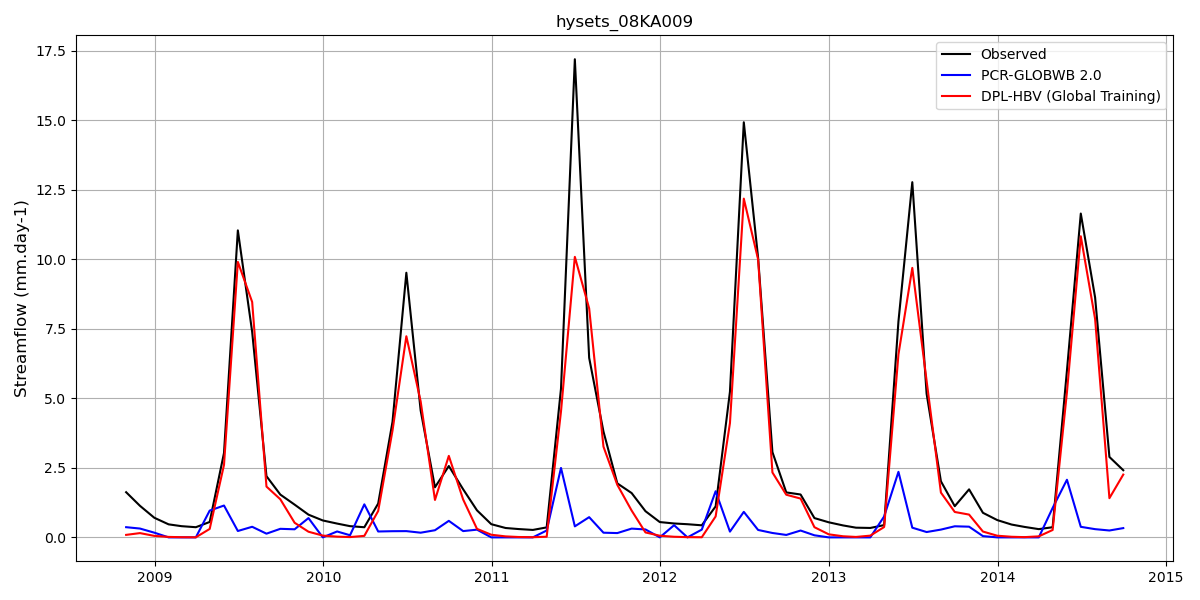 hysets_08KA009
Observed
PCR-GLOBWB 2.0
DPL-HBV (Global Training)
Streamflow (mm.day-1)
17.5
15.0
12.5
10.0
7.5
5.0
2.5
0.0
2009 2010 2011 2012 2013 2014 2015